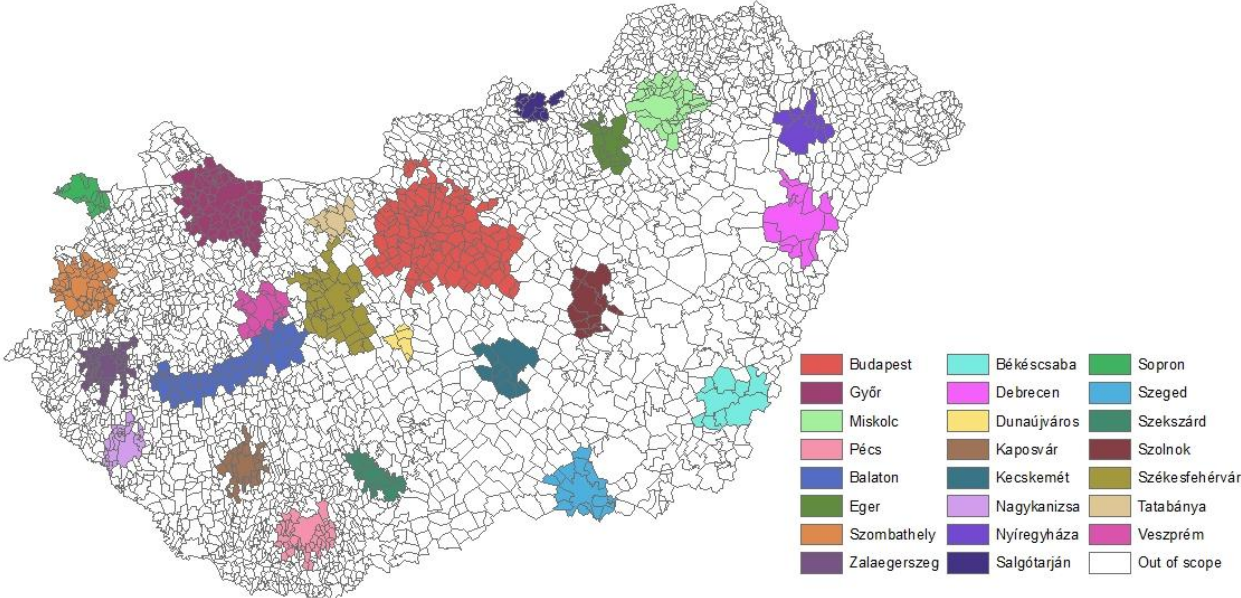 Budapest
Győr
Miskolc
Pécs
Balaton
Eger
Szombathely
Zalaegerszeg
Békéscsaba
Debrecen
Dunaújváros
Kaposvár
Kecskemét
Nagykanizsa
Nyíregyháza
Salgótarján
Sopron
Szeged
Szekszárd
Szolnok
Székesfehérvár
Tatabánya
Veszprém
Out of scope